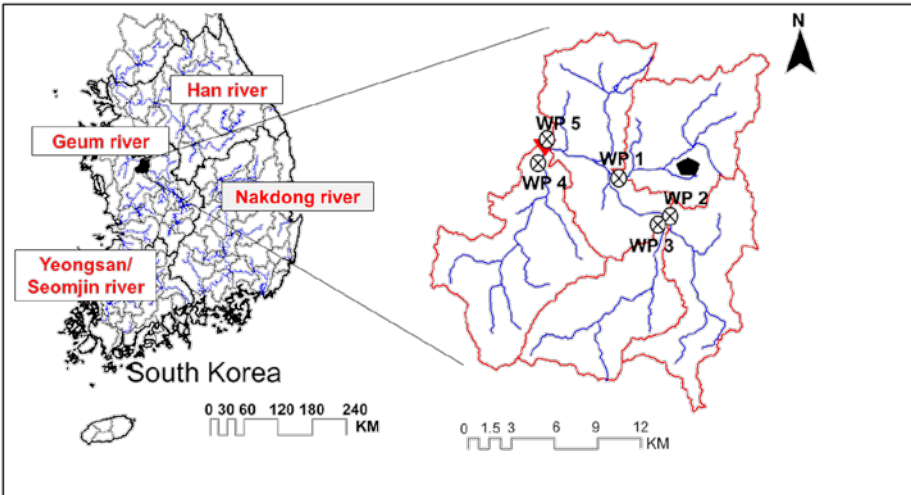 Han river
Geum river
Nakdong river
Yeongsan/
Seomjin river
South Korea
0 30 60 120 180 240
KM
N
WP 5
WP 1
WP 4
WP 2
WP 3
0 1.5 3 6 9 12
KM